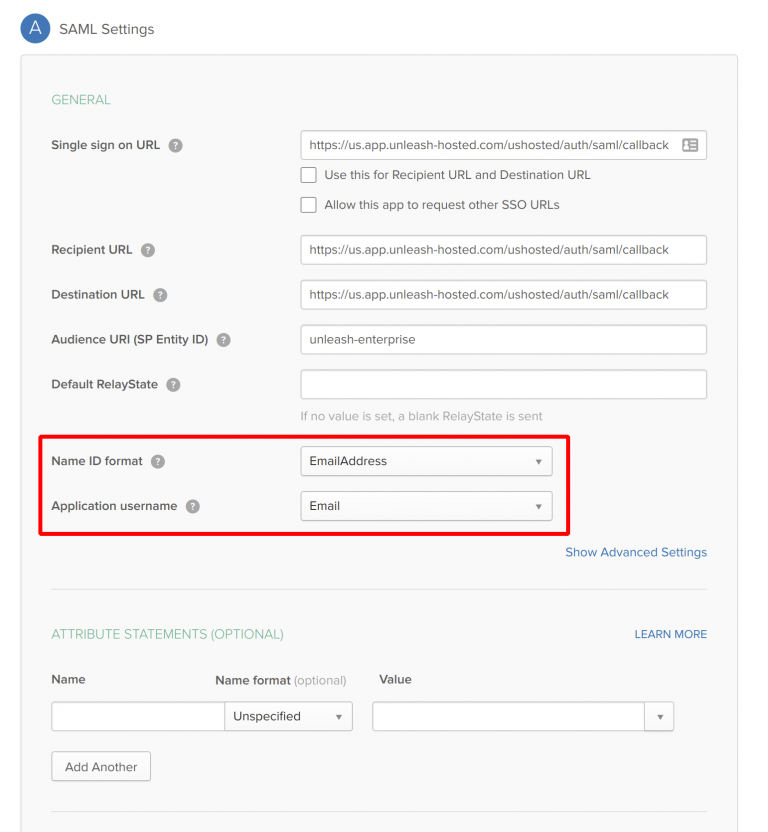 A SAML Settings
GENERAL
Single sign on URL ? https://us.app.unleash-hosted.com/ushosted/auth/saml/callback
Use this for Recipient URL and Destination URL
Allow this app to request other SSO URLs
Recipient URL ? https://us.app.unleash-hosted.com/ushosted/auth/saml/callback
Destination URL ? https://us.app.unleash-hosted.com/ushosted/auth/saml/callback
Audience URI (SP Entity ID) ? unleash-enterprise
Default RelayState ?
If no value is set, a blank RelayState is sent
Name ID format ? EmailAddress
Application username ? Email
Show Advanced Settings
ATTRIBUTE STATEMENTS (OPTIONAL) LEARN MORE
Name Name format (optional) Value
Unspecified
Add Another